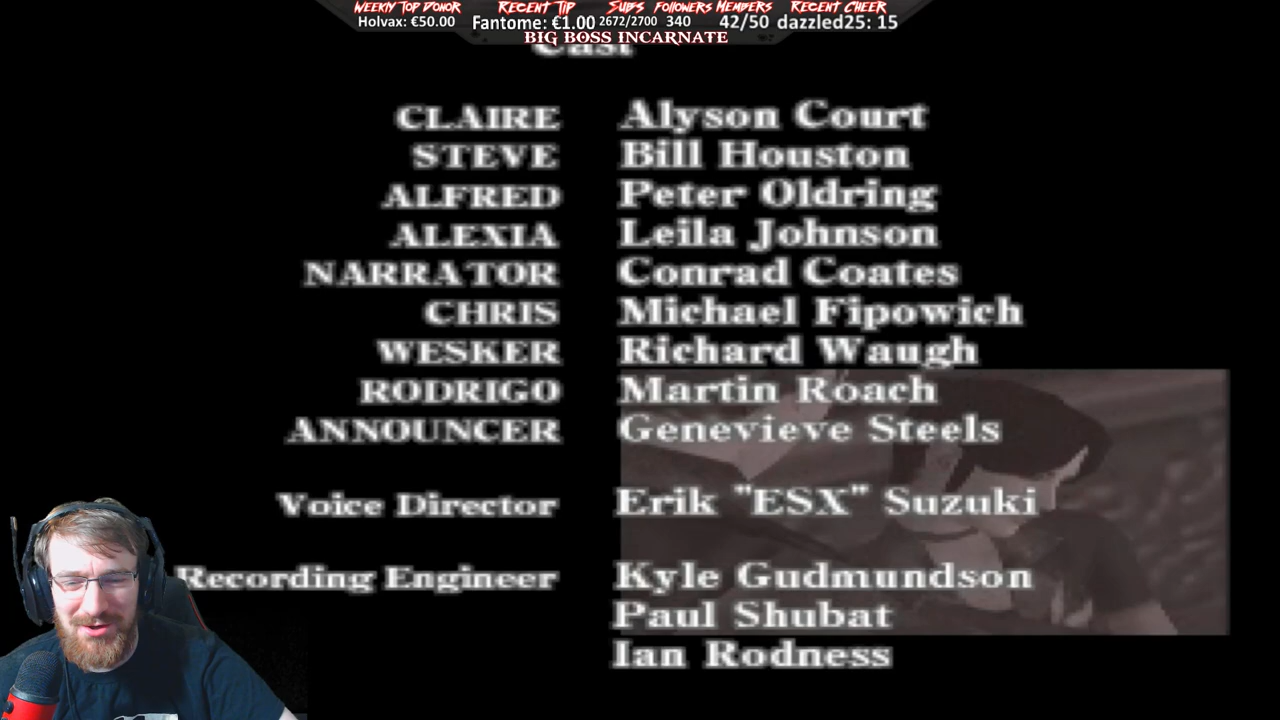 WEEKLY TOP DONOR RECENT TIP SUBS FOLLOWERS MEMBERS RECENT CHEER
Holvax: €50.00 Fantome: €1.00 2672/2700 340 42/50 dazzled25: 15
BIG BOSS INCARNATE
Cast
CLAIRE Alyson Court
STEVE Bill Houston
ALFRED Peter Oldring
ALEXIA Leila Johnson
NARRATOR Conrad Coates
CHRIS Michael Fipowich
WESKER Richard Waugh
RODRIGO Martin Roach
ANNOUNCER Genevieve Steels
Voice Director Erik "ESX" Suzuki
Recording Engineer Kyle Gudmundson
Paul Shubat
Ian Rodness